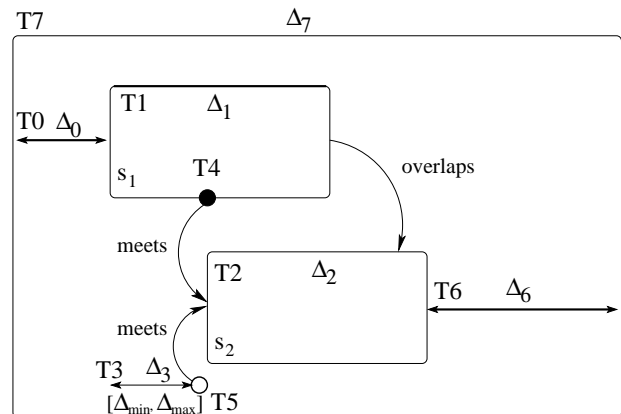 T7 Δ₇
T1 Δ₁
T0 Δ₀
T4
s₁
overlaps
meets
T2 Δ₂
T6 Δ₆
meets
s₂
T3 Δ₃
[Δmin, Δmax] T5